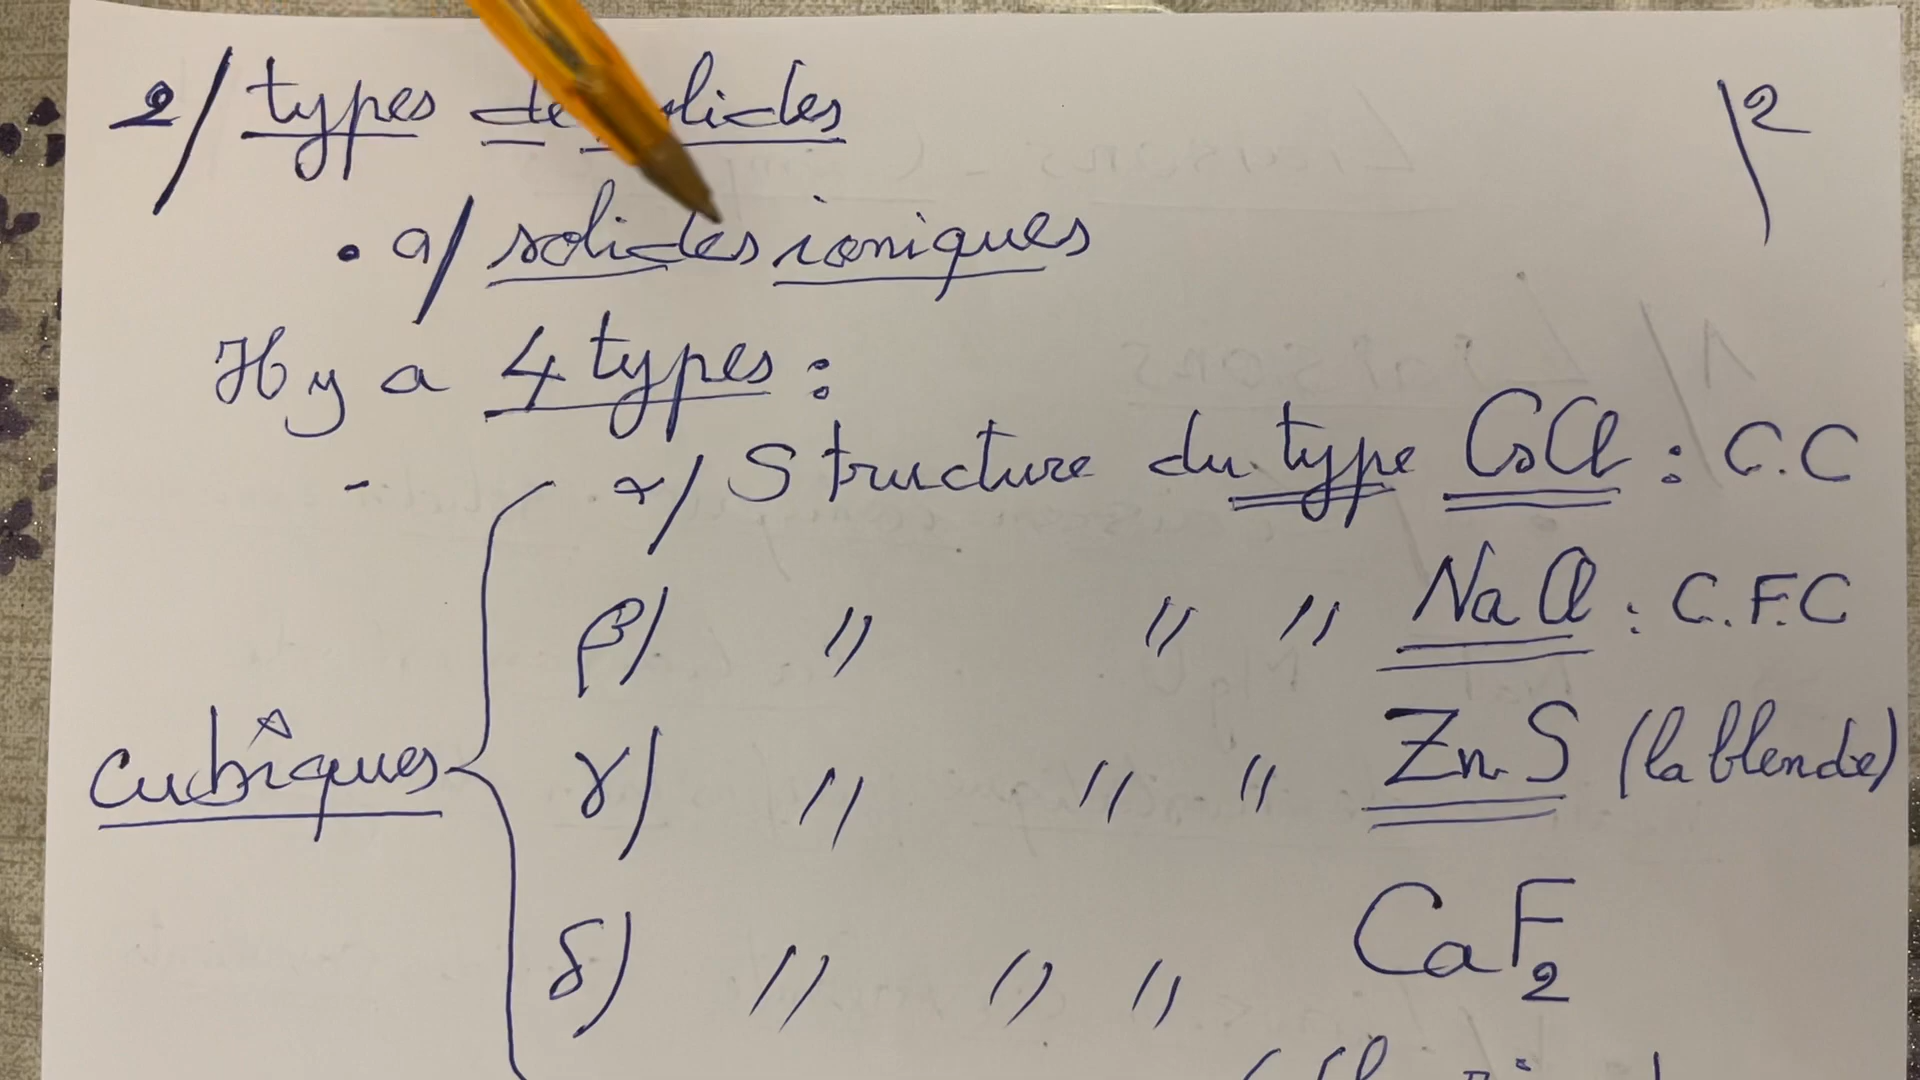 2/ types de solides
/2
• a/ solides ioniques
Il y a 4 types :
- α/ Structure du type CsCl : C.C
β) " " " NaCl : C.F.C
cubiques
γ) " " " ZnS (la blende)
δ) " " " CaF2